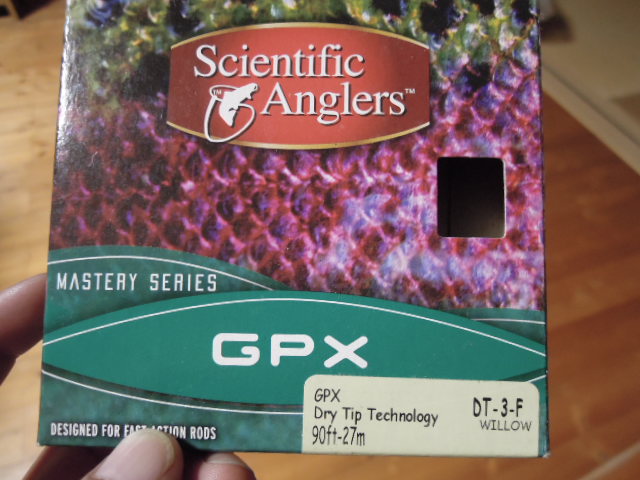 Scientific
Anglers™
MASTERY SERIES
GPX
GPX
Dry Tip Technology
90ft-27m
DT-3-F
WILLOW
DESIGNED FOR FAST ACTION RODS